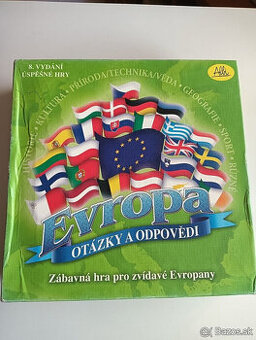 8. VYDÁNÍ
ÚSPĚŠNÉ HRY
Albi
HISTORIE • KULTURA • PŘÍRODA/TECHNIKA/VĚDA • GEOGRAFIE • SPORT • RŮZNÉ
Evropa
OTÁZKY A ODPOVĚDI
Zábavná hra pro zvídavé Evropany
bazos.sk